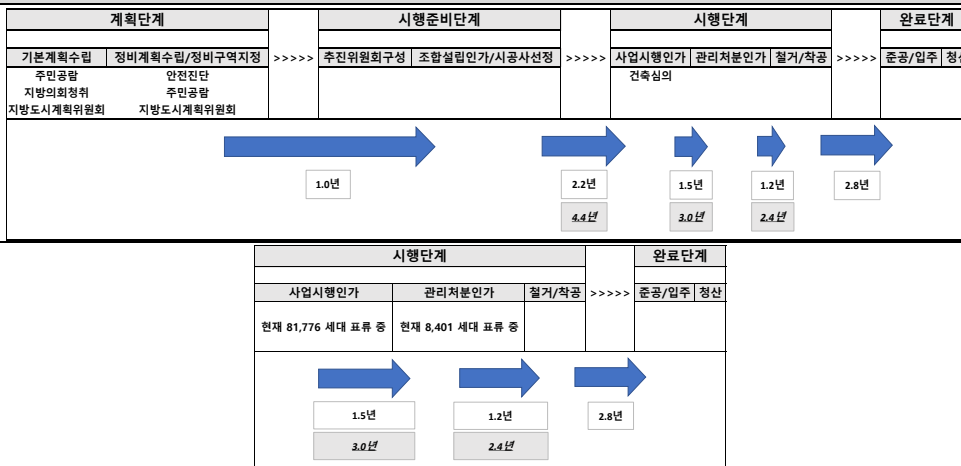 계획단계 >>>>> 시행준비단계 >>>>> 시행단계 >>>>> 완료단계
기본계획수립 정비계획수립/정비구역지정 추진위원회구성 조합설립인가/시공사선정 사업시행인가 관리처분인가 철거/착공 준공/입주
주민공람 안전진단 건축심의
지방의회청취 주민공람
지방도시계획위원회 지방도시계획위원회
1.0년 2.2년 1.5년 1.2년 2.8년
4.4년 3.0년 2.4년
시행단계 완료단계
사업시행인가 관리처분인가 철거/착공 >>>>> 준공/입주 청산
현재 81,776 세대 표류 중 현재 8,401 세대 표류 중
1.5년 1.2년 2.8년
3.0년 2.4년